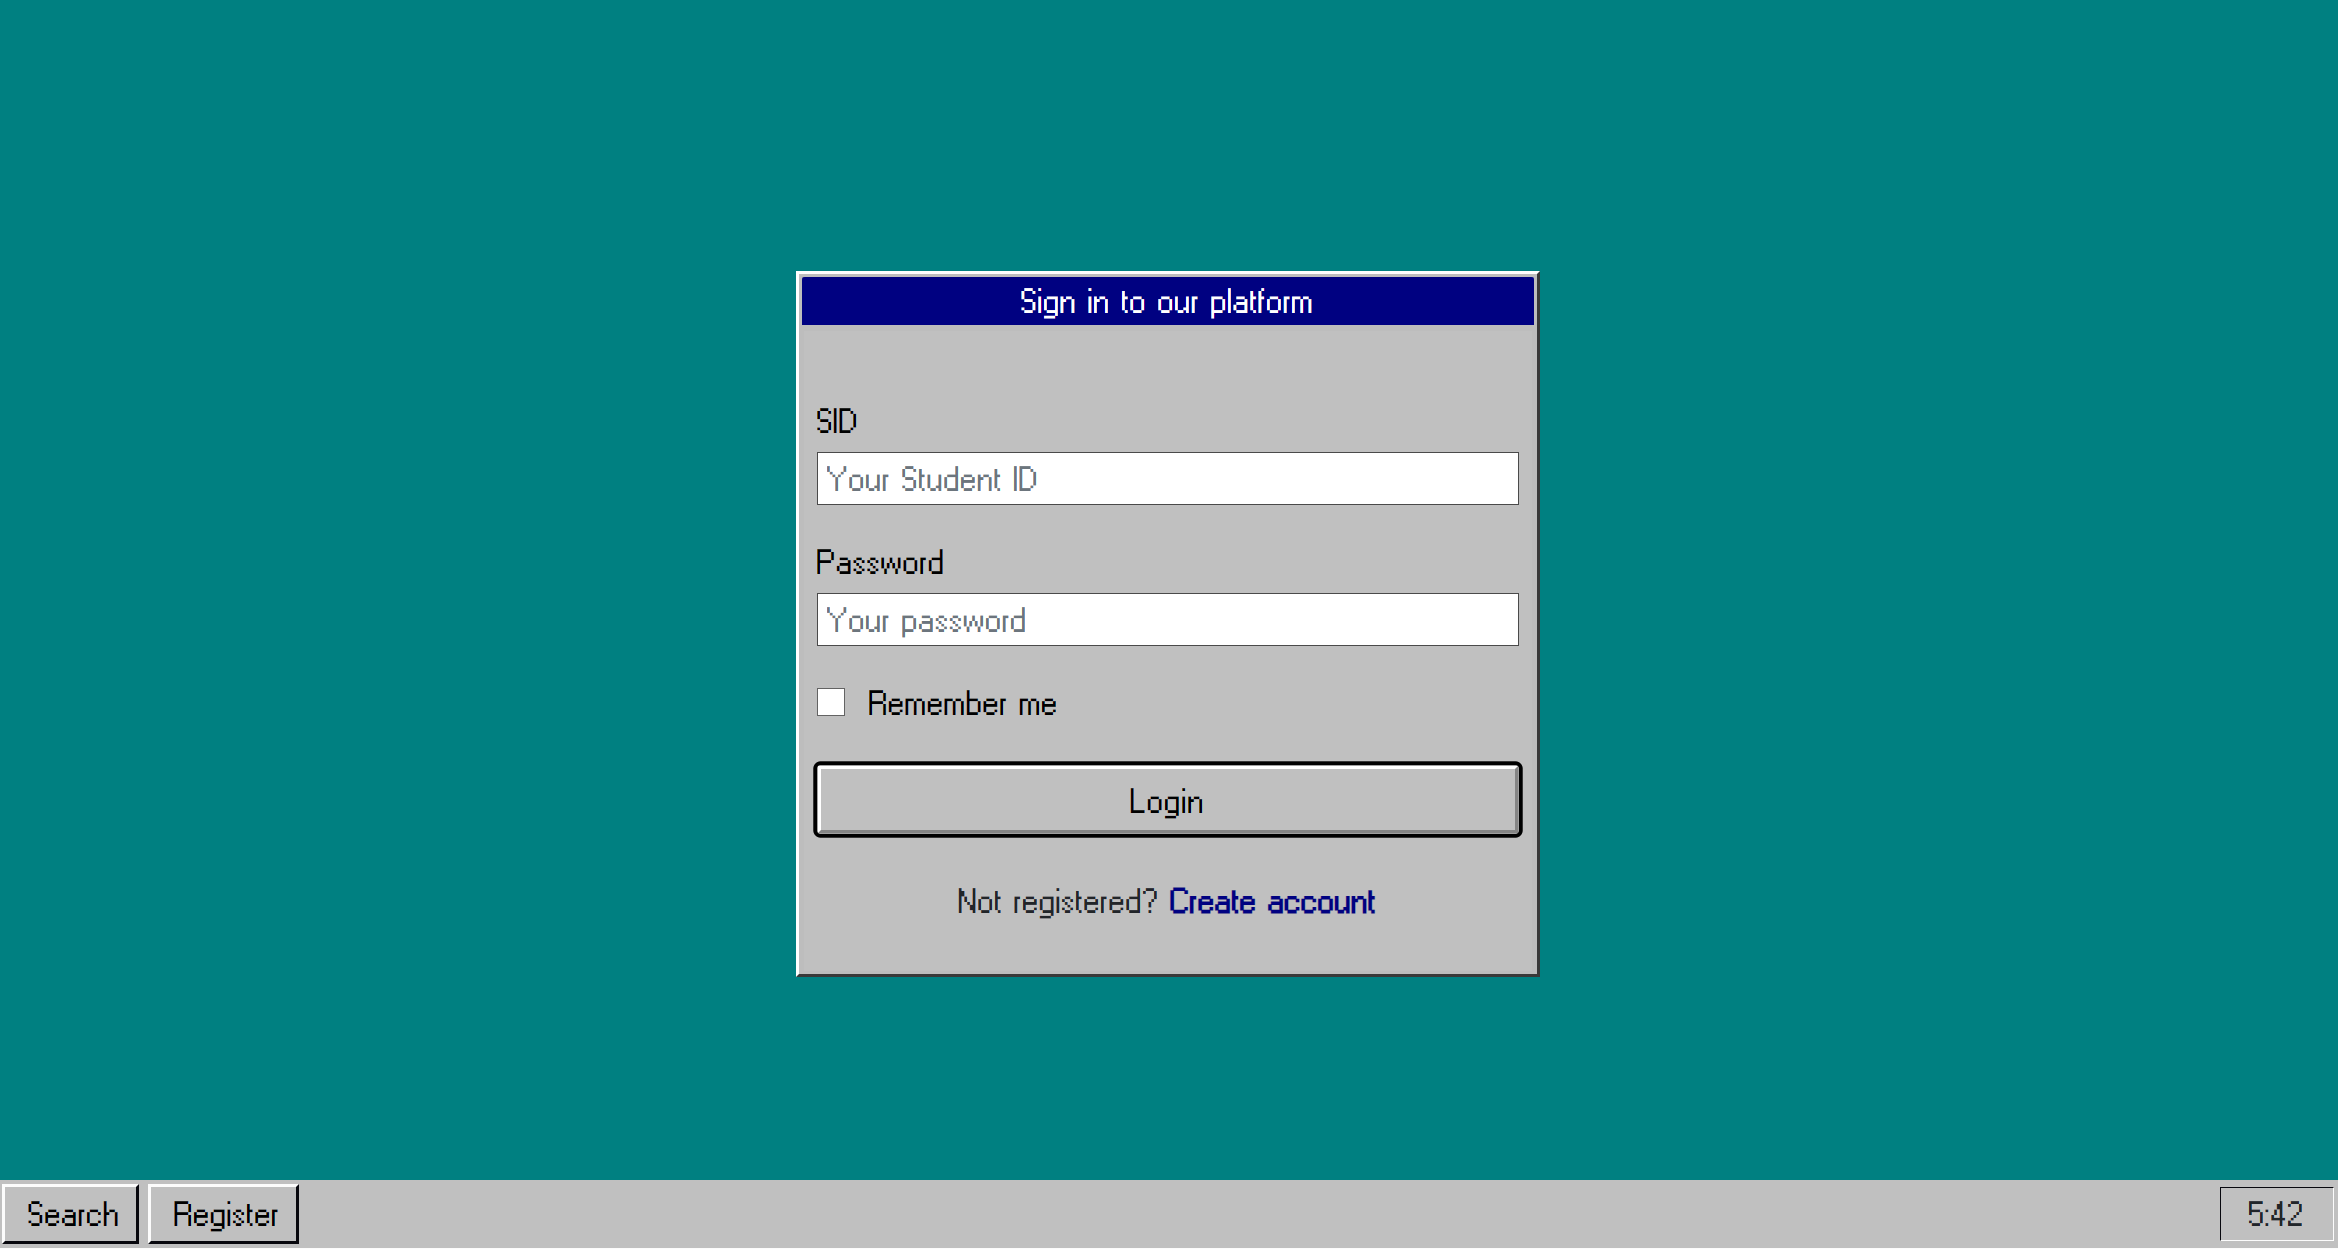 Sign in to our platform
SID
Your Student ID
Password
Your password
Remember me
Login
Not registered? Create account
Search Register 5:42